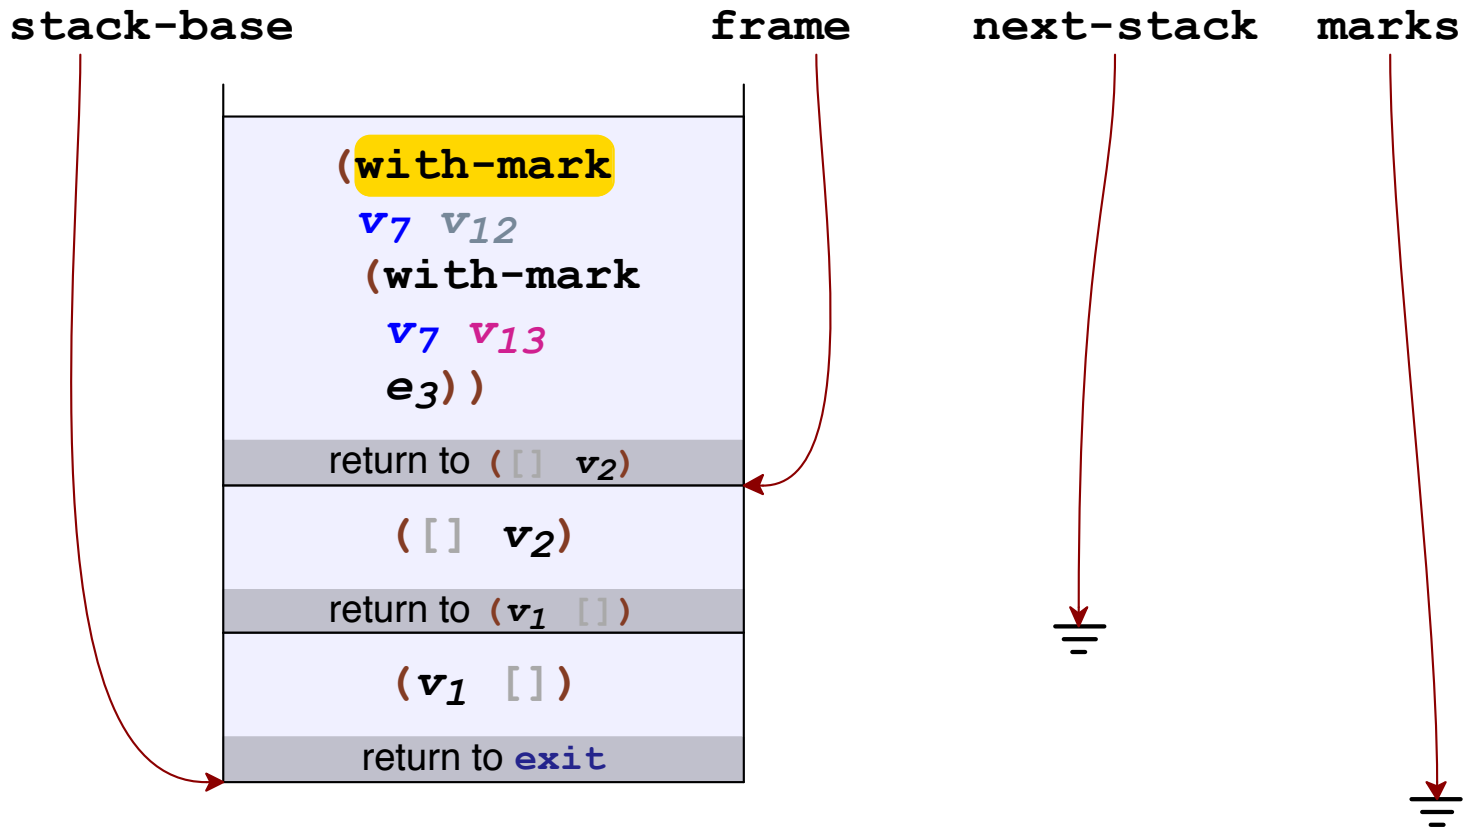 stack-base frame next-stack marks
(with-mark
v7 v12
(with-mark
v7 v13
e3))
return to ([] v2)
([] v2)
return to (v1 [])
(v1 [])
return to exit